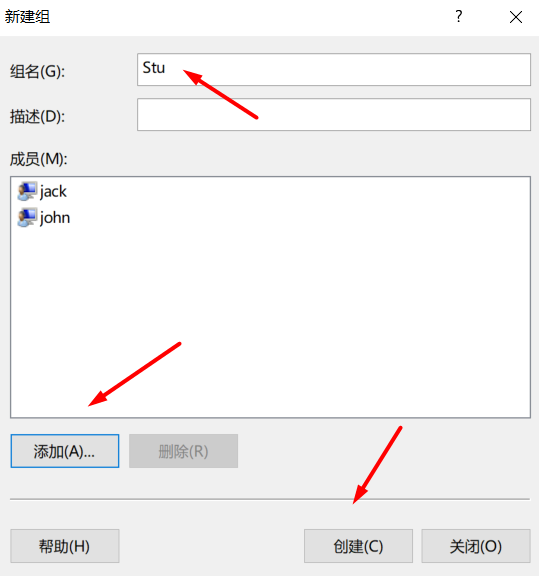 新建组
?
组名(G):
Stu
描述(D):
成员(M):
jack
john
添加(A)...
删除(R)
帮助(H)
创建(C)
关闭(O)